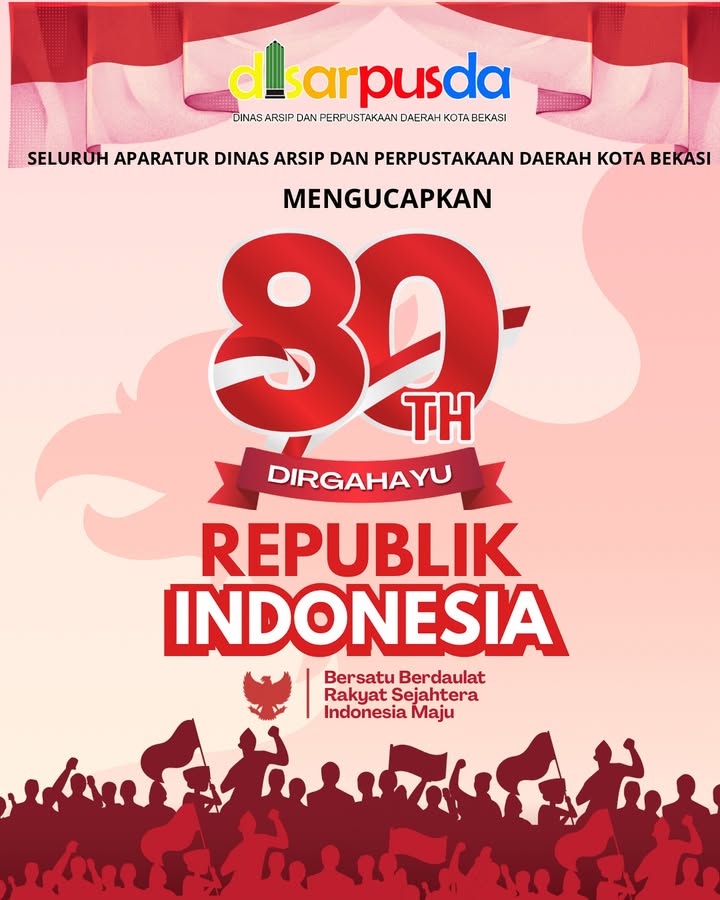 disarpusda
DINAS ARSIP DAN PERPUSTAKAAN DAERAH KOTA BEKASI
SELURUH APARATUR DINAS ARSIP DAN PERPUSTAKAAN DAERAH KOTA BEKASI
MENGUCAPKAN
80
TH
DIRGAHAYU
REPUBLIK
INDONESIA
Bersatu Berdaulat
Rakyat Sejahtera
Indonesia Maju